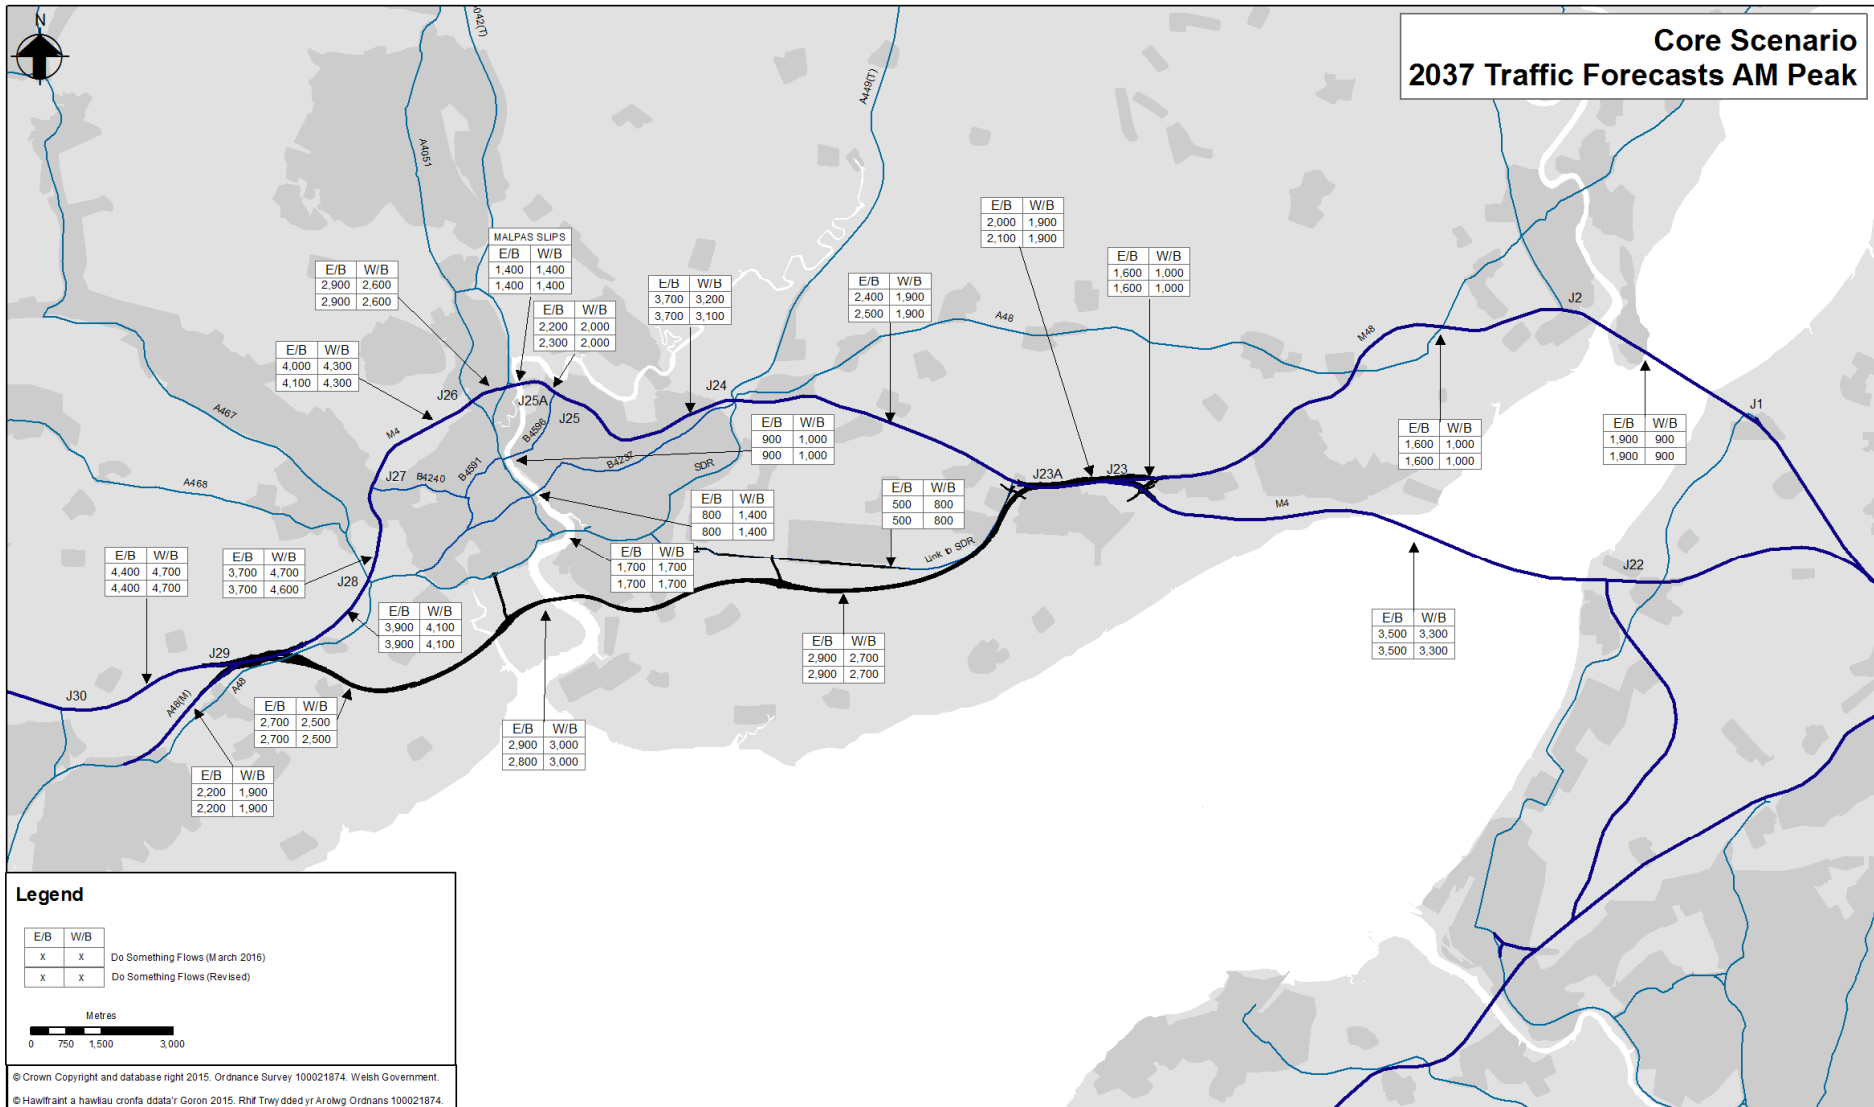 N
Core Scenario
2037 Traffic Forecasts AM Peak
A4051
A449(T)
E/B W/B
2,000 1,900
2,100 1,900
MALPAS SLIPS
E/B W/B
1,400 1,400
1,400 1,400
E/B W/B
2,900 2,600
2,900 2,600
E/B W/B
1,600 1,000
1,600 1,000
E/B W/B
3,700 3,200
3,700 3,100
E/B W/B
2,400 1,900
2,500 1,900
E/B W/B
2,200 2,000
2,300 2,000
J2
A48
M48
E/B W/B
4,000 4,300
4,100 4,300
J26
J25A
J25
J24
J1
A467
M4
B4596
E/B W/B
900 1,000
900 1,000
E/B W/B
1,600 1,000
1,600 1,000
E/B W/B
1,900 900
1,900 900
B4591
B4237
SDR
J27
B4240
J23A
J23
A468
M4
E/B W/B
800 1,400
800 1,400
E/B W/B
500 800
500 800
Link to SDR
E/B W/B
4,400 4,700
4,400 4,700
E/B W/B
3,700 4,700
3,700 4,600
J28
E/B W/B
1,700 1,700
1,700 1,700
J22
E/B W/B
3,900 4,100
3,900 4,100
E/B W/B
3,500 3,300
3,500 3,300
J29
E/B W/B
2,900 2,700
2,900 2,700
J30
A48(M)
A48
E/B W/B
2,700 2,500
2,700 2,500
E/B W/B
2,900 3,000
2,800 3,000
E/B W/B
2,200 1,900
2,200 1,900
Legend
E/B W/B
x x Do Something Flows (March 2016)
x x Do Something Flows (Revised)
Metres
0 750 1,500 3,000
© Crown Copyright and database right 2015. Ordnance Survey 100021874. Welsh Government.
© Hawlfraint a hawliau cronfa ddata'r Goron 2015. Rhif Trwydded yr Arolwg Ordnans 100021874.